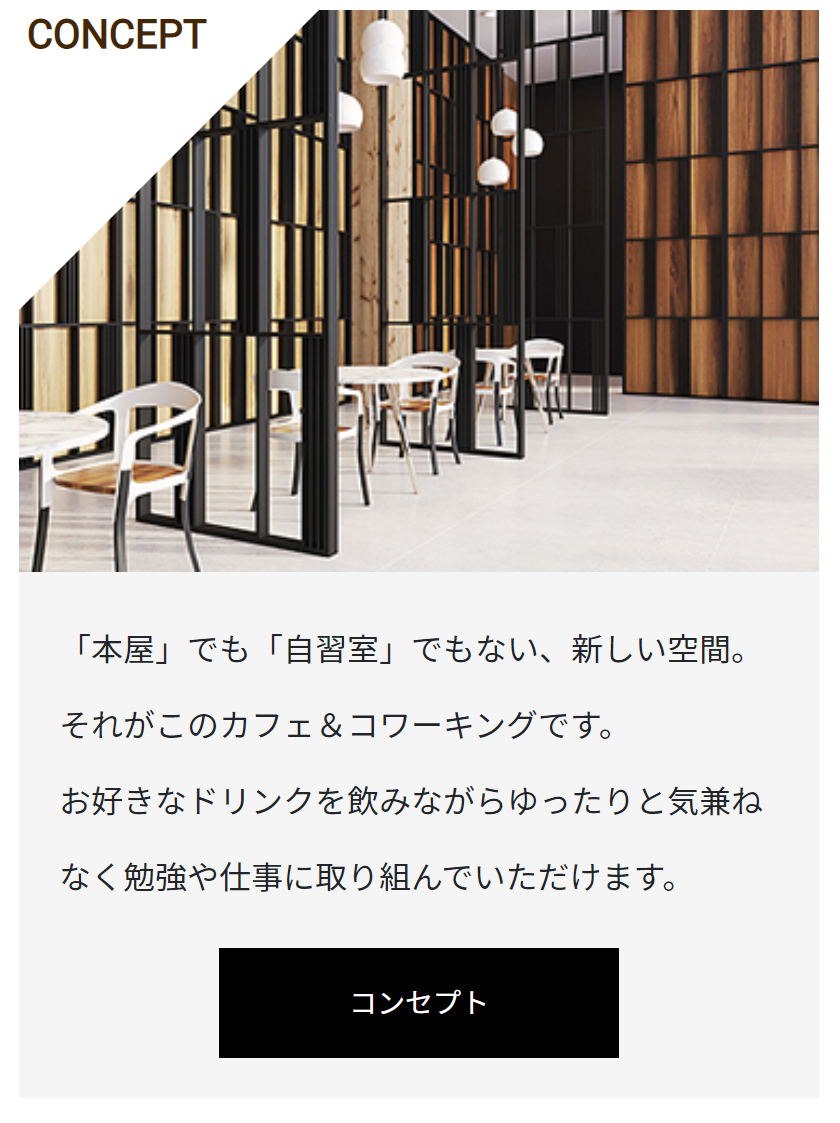 CONCEPT
「本屋」でも「自習室」でもない、新しい空間。
それがこのカフェ＆コワーキングです。
お好きなドリンクを飲みながらゆったりと気兼ね
なく勉強や仕事に取り組んでいただけます。
コンセプト